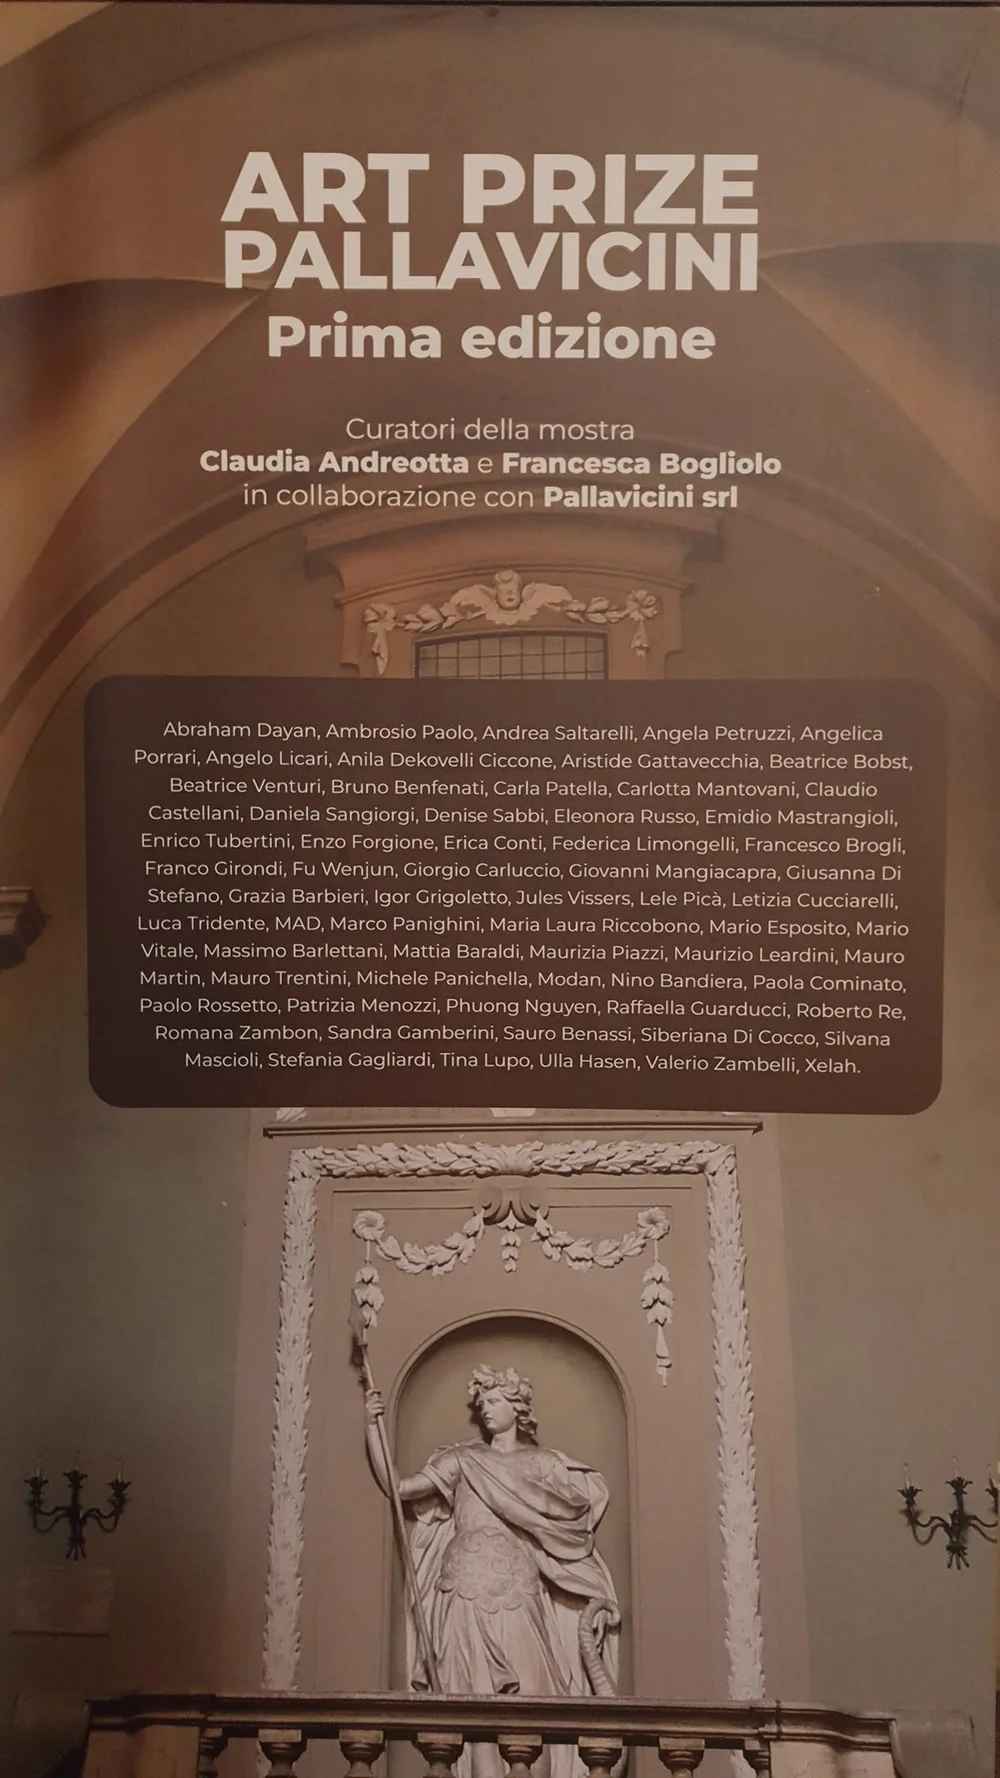 ART PRIZE
PALLAVICINI
Prima edizione
Curatori della mostra
Claudia Andreotta e Francesca Bogliolo
in collaborazione con Pallavicini srl
Abraham Dayan, Ambrosio Paolo, Andrea Saltarelli, Angela Petruzzi, Angelica
Porrari, Angelo Licari, Anila Dekovelli Ciccone, Aristide Gattavecchia, Beatrice Bobst,
Beatrice Venturi, Bruno Benfenati, Carla Patella, Carlotta Mantovani, Claudio
Castellani, Daniela Sangiorgi, Denise Sabbi, Eleonora Russo, Emidio Mastrangioli,
Enrico Tubertini, Enzo Forgione, Erica Conti, Federica Limongelli, Francesco Brogli,
Franco Girondi, Fu Wenjun, Giorgio Carluccio, Giovanni Mangiacapra, Giusanna Di
Stefano, Grazia Barbieri, Igor Grigoletto, Jules Vissers, Lele Picà, Letizia Cucciarelli,
Luca Tridente, MAD, Marco Panighini, Maria Laura Riccobono, Mario Esposito, Mario
Vitale, Massimo Barlettani, Mattia Baraldi, Maurizia Piazzi, Maurizio Leardini, Mauro
Martin, Mauro Trentini, Michele Panichella, Modan, Nino Bandiera, Paola Cominato,
Paolo Rossetto, Patrizia Menozzi, Phuong Nguyen, Raffaella Guarducci, Roberto Re,
Romana Zambon, Sandra Gamberini, Sauro Benassi, Siberiana Di Cocco, Silvana
Mascioli, Stefania Gagliardi, Tina Lupo, Ulla Hasen, Valerio Zambelli, Xelah.